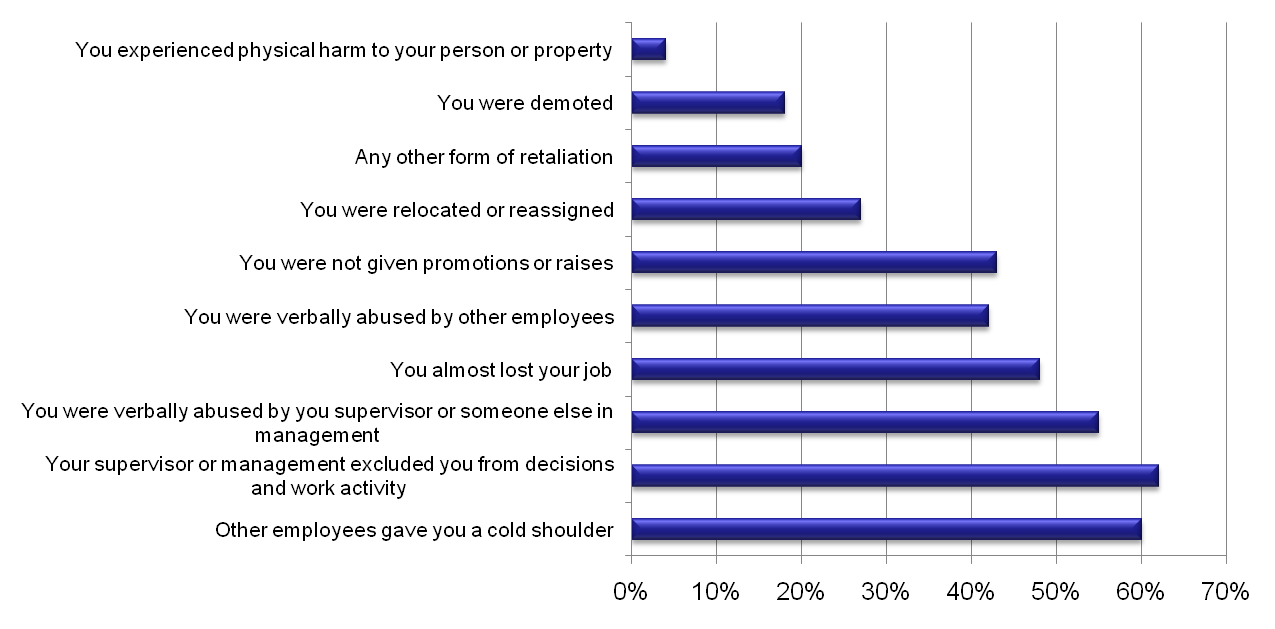 You experienced physical harm to your person or property
You were demoted
Any other form of retaliation
You were relocated or reassigned
You were not given promotions or raises
You were verbally abused by other employees
You almost lost your job
You were verbally abused by you supervisor or someone else in
management
Your supervisor or management excluded you from decisions
and work activity
Other employees gave you a cold shoulder
0% 10% 20% 30% 40% 50% 60% 70%